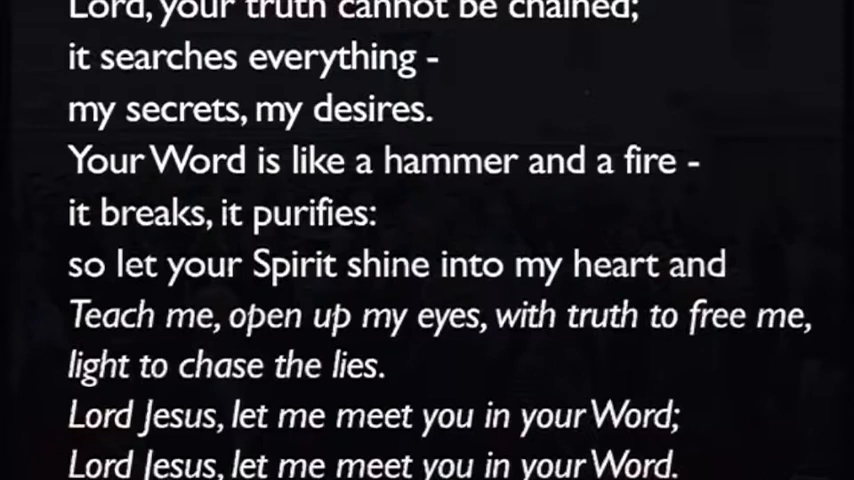 Lord, your truth cannot be chained;
it searches everything -
my secrets, my desires.
Your Word is like a hammer and a fire -
it breaks, it purifies:
so let your Spirit shine into my heart and
Teach me, open up my eyes, with truth to free me,
light to chase the lies.
Lord Jesus, let me meet you in your Word;
Lord Jesus, let me meet you in your Word.